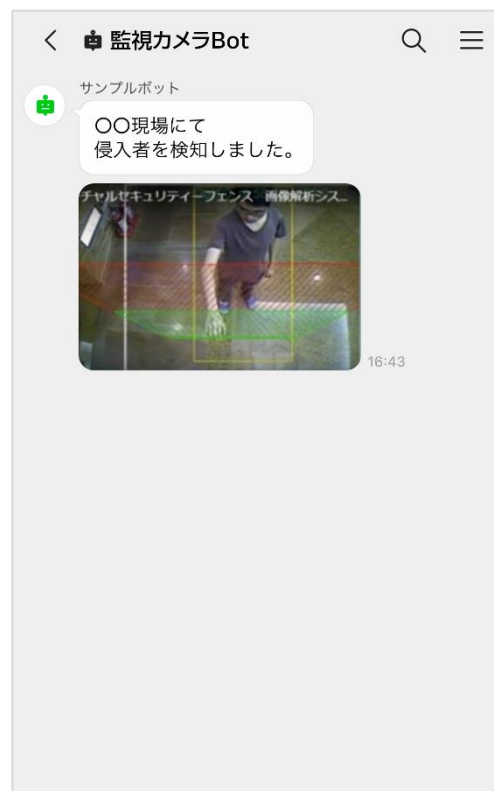 監視カメラBot
サンプルボット
〇〇現場にて
侵入者を検知しました。
チャルセキュリティーフェンス　画像解析シス…
16:43